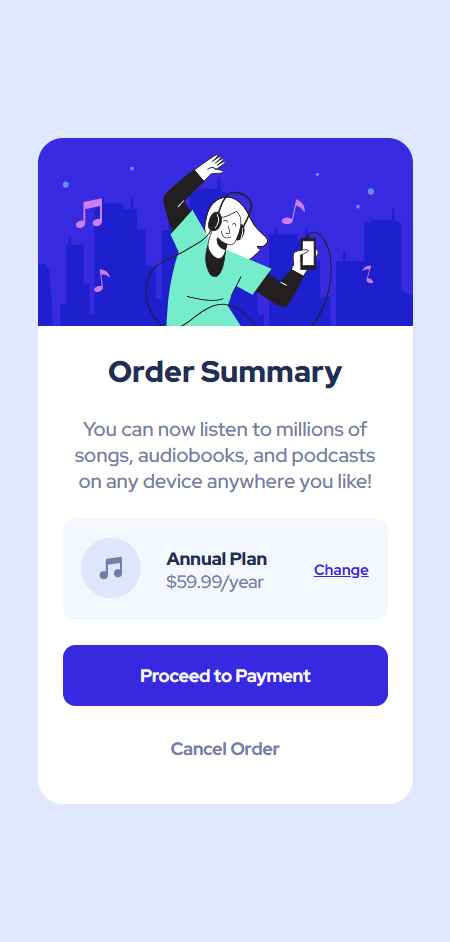 Order Summary
You can now listen to millions of
songs, audiobooks, and podcasts
on any device anywhere you like!
Annual Plan
$59.99/year
Change
Proceed to Payment
Cancel Order